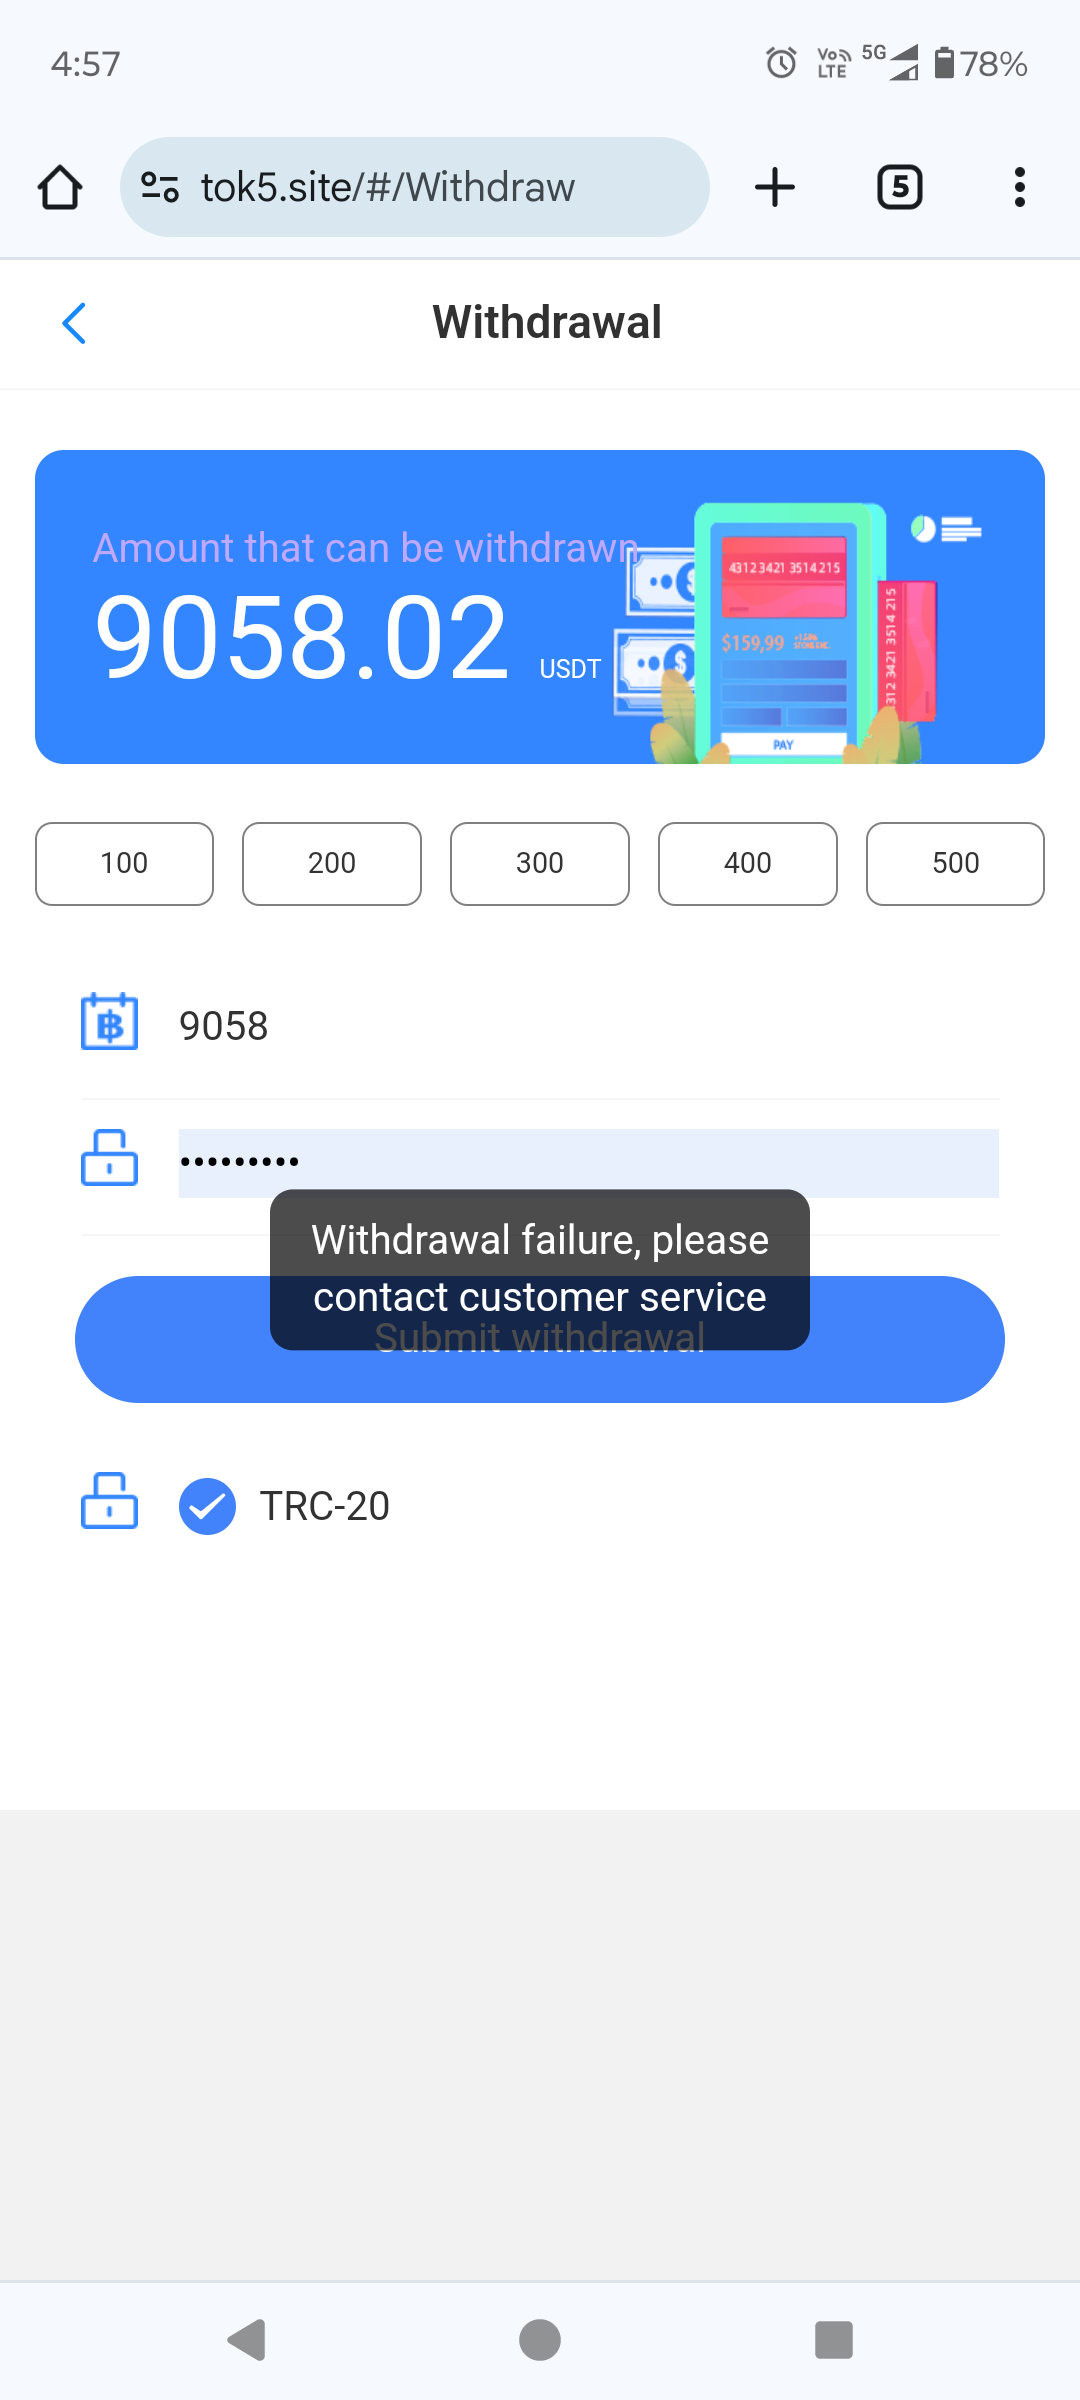 4:57
Vo LTE 5G 78%
tok5.site/#/Withdraw
5
Withdrawal
Amount that can be withdrawn
9058.02 USDT
4312 3421 3514 215
$159,99
312 3421 3514 215
PAY
100 200 300 400 500
9058
Withdrawal failure, please
contact customer service
Submit withdrawal
TRC-20